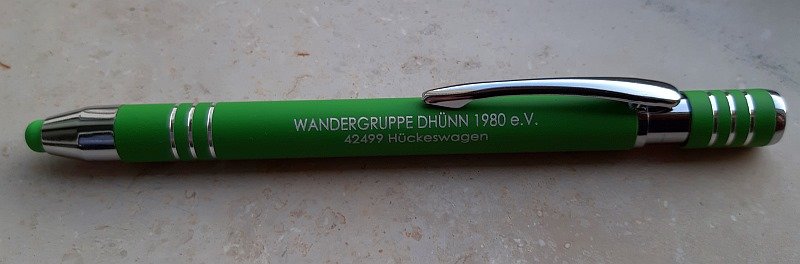 WANDERGRUPPE DHÜNN 1980 e.V.
42499 Hückeswagen